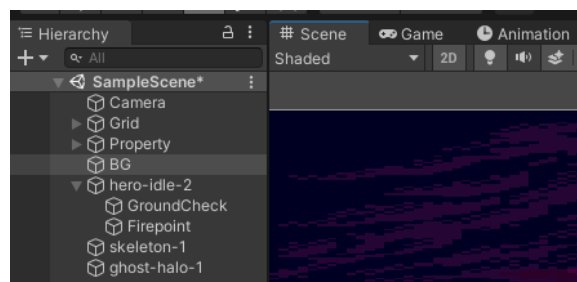 Hierarchy
All
SampleScene*
Camera
Grid
Property
BG
hero-idle-2
GroundCheck
Firepoint
skeleton-1
ghost-halo-1
Scene Game Animation
Shaded 2D